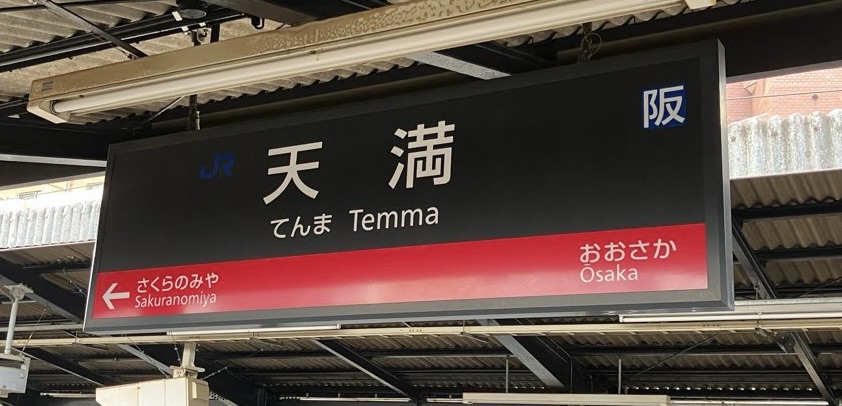 阪
JR
天満
てんま Temma
← さくらのみや
Sakuranomiya
おおさか
Ōsaka